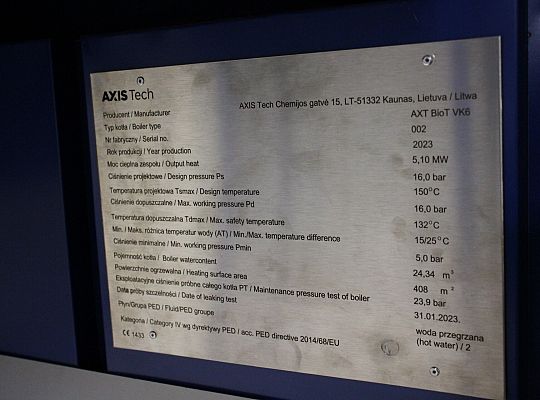 AXIS Tech
Producent / Manufacturer AXIS Tech Chemijos gatvė 15, LT-51332 Kaunas, Lietuva / Litwa
Typ kotła / Boiler type AXT BioT VK6
Nr fabryczny / Serial no. 002
Rok produkcji / Year production 2023
Moc cieplna zespołu / Output heat 5,10 MW
Ciśnienie projektowe / Design pressure Ps 16,0 bar
Temperatura projektowa Tsmax / Design temperature 150°C
Ciśnienie dopuszczalne / Max. working pressure Pd 16,0 bar
Temperatura dopuszczalna Tdmax / Max. safety temperature 132°C
Min. / Maks. różnica temperatur wody (ΔT) / Min./Max. temperature difference 15/25°C
Ciśnienie minimalne / Min. working pressure Pmin 5,0 bar
Pojemność kotła / Boiler watercontent 24,34 m³
Powierzchnie ogrzewalna / Heating surface area 408 m²
Eksploatacyjne ciśnienie próbne całego kotła PT / Maintenance pressure test of boiler 23,9 bar
Data próby szczelności / Date of leaking test 31.01.2023.
Płyn/Grupa PED / Fluid/PED groupe woda przegrzana
(hot water) / 2
Kategoria / Category IV wg dyrektywy PED / acc. PED directive 2014/68/EU
CE 1433